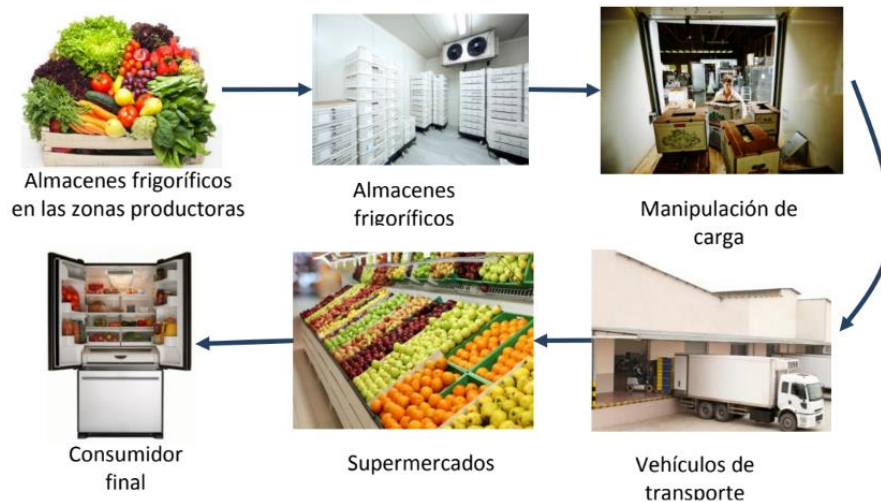 Almacenes frigoríficos
en las zonas productoras
Almacenes
frigoríficos
Manipulación de
carga
Consumidor
final
Supermercados
Vehículos de
transporte